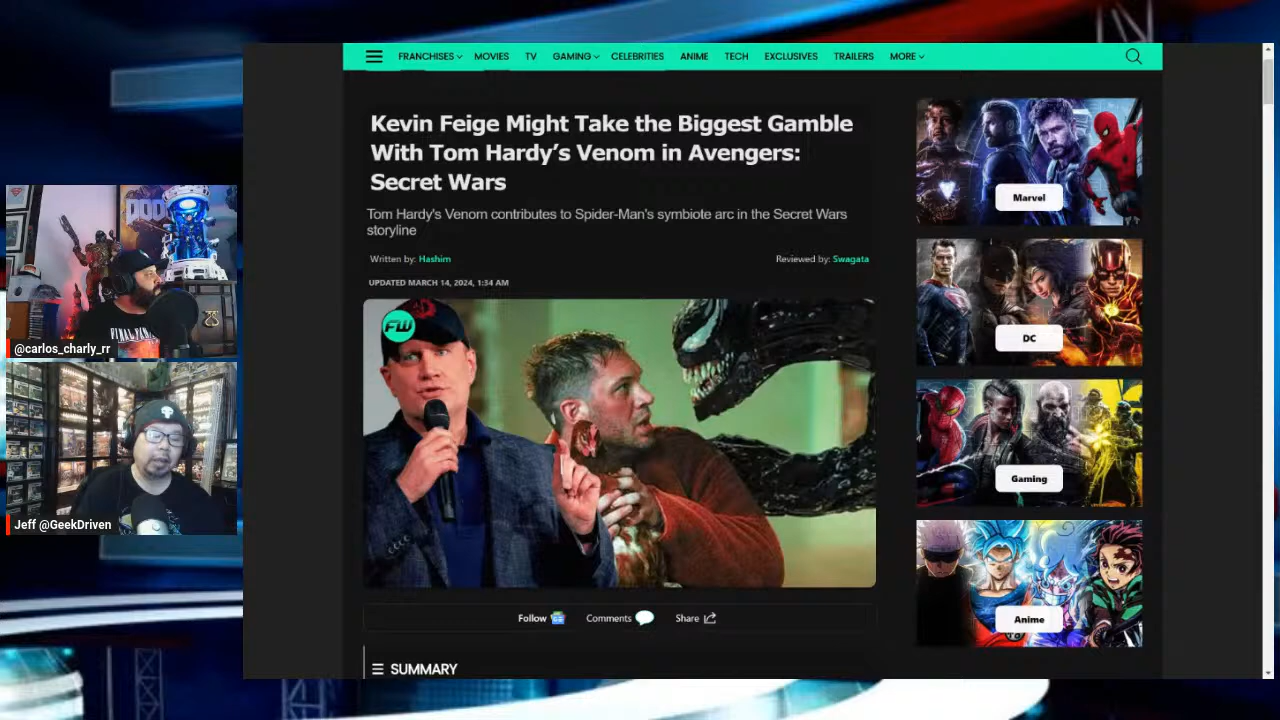 FRANCHISES MOVIES TV GAMING CELEBRITIES ANIME TECH EXCLUSIVES TRAILERS MORE
Kevin Feige Might Take the Biggest Gamble
With Tom Hardy's Venom in Avengers:
Secret Wars
Tom Hardy's Venom contributes to Spider-Man's symbiote arc in the Secret Wars
storyline
Written by: Hashim
Reviewed by: Swagata
UPDATED MARCH 14, 2024, 1:34 AM
FW
Follow
Comments
Share
SUMMARY
Marvel
DC
Gaming
Anime
@carlos_charly_rr
Jeff @GeekDriven